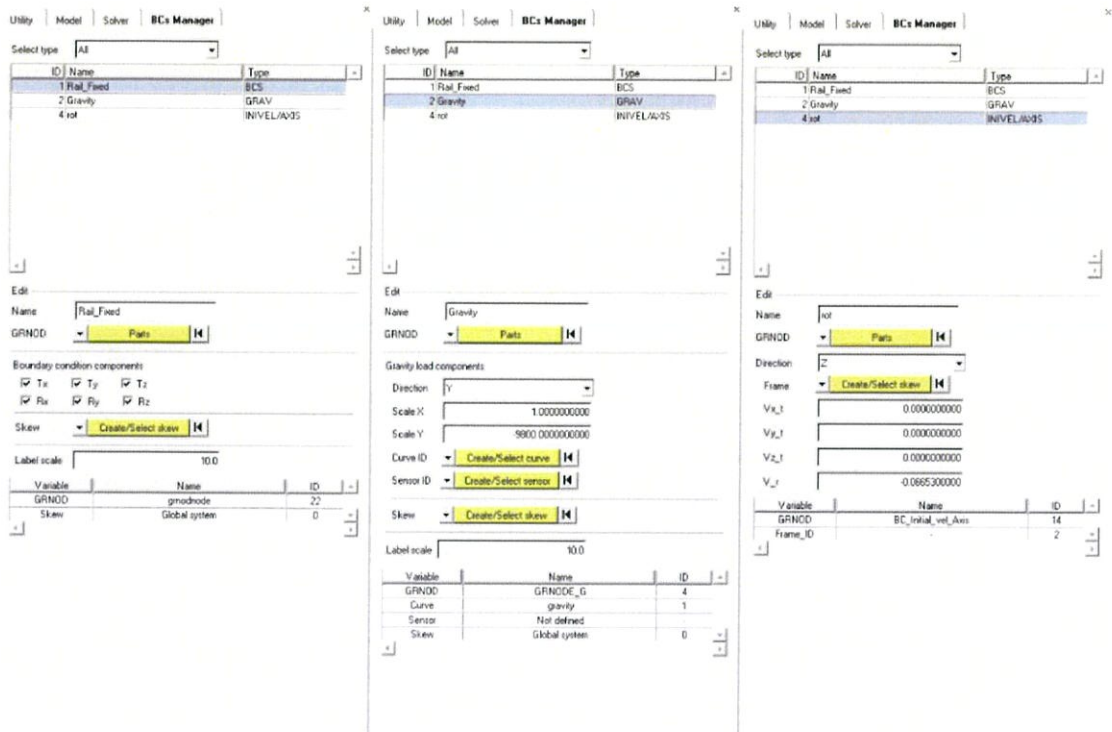 Utility Model Solver BCs Manager
Select type All
ID Name Type
1 Rail_Fixed BCS
2 Gravity GRAV
4 rot INIVEL/AXIS
Edit
Name Rail_Fixed
GRNOD Parts
Boundary condition components
Tx Ty Tz
Rx Ry Rz
Skew Create/Select skew
Label scale 10.0
Variable Name ID
GRNOD grnodnode 22
Skew Global system 0
Utility Model Solver BCs Manager
Select type All
ID Name Type
1 Rail_Fixed BCS
2 Gravity GRAV
4 rot INIVEL/AXIS
Edit
Name Gravity
GRNOD Parts
Gravity load components
Direction Y
Scale X 1.0000000000
Scale Y -9800.0000000000
Curve ID Create/Select curve
Sensor ID Create/Select sensor
Skew Create/Select skew
Label scale 10.0
Variable Name ID
GRNOD GRNODE_G 4
Curve gravity 1
Sensor Not defined
Skew Global system 0
Utility Model Solver BCs Manager
Select type All
ID Name Type
1 Rail_Fixed BCS
2 Gravity GRAV
4 rot INIVEL/AXIS
Edit
Name rot
GRNOD Parts
Direction Z
Frame Create/Select skew
Vx_t 0.0000000000
Vy_t 0.0000000000
Vz_t 0.0000000000
V_r -0.0665300000
Variable Name ID
GRNOD BC_Initial_vel_Axis 14
Frame_ID - 2